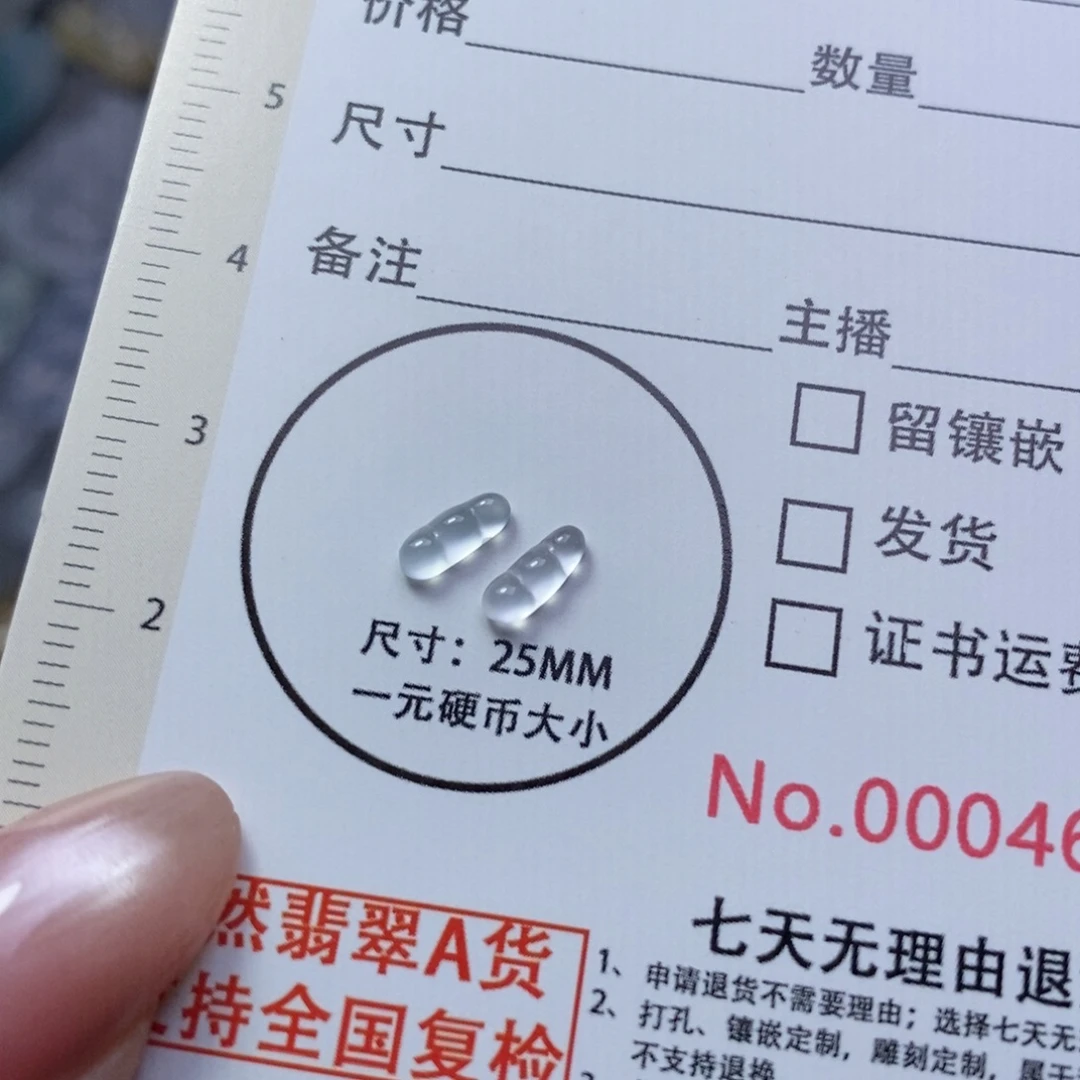 价格 数量
5
尺寸
4
备注 主播
3
留镶嵌
发货
2
证书运费
尺寸：25MM
一元硬币大小
No.00046
然翡翠A货
支持全国复检
七天无理由退
1、申请退货不需要理由；选择七天无
2、打孔、镶嵌定制，雕刻定制，属于
不支持退换